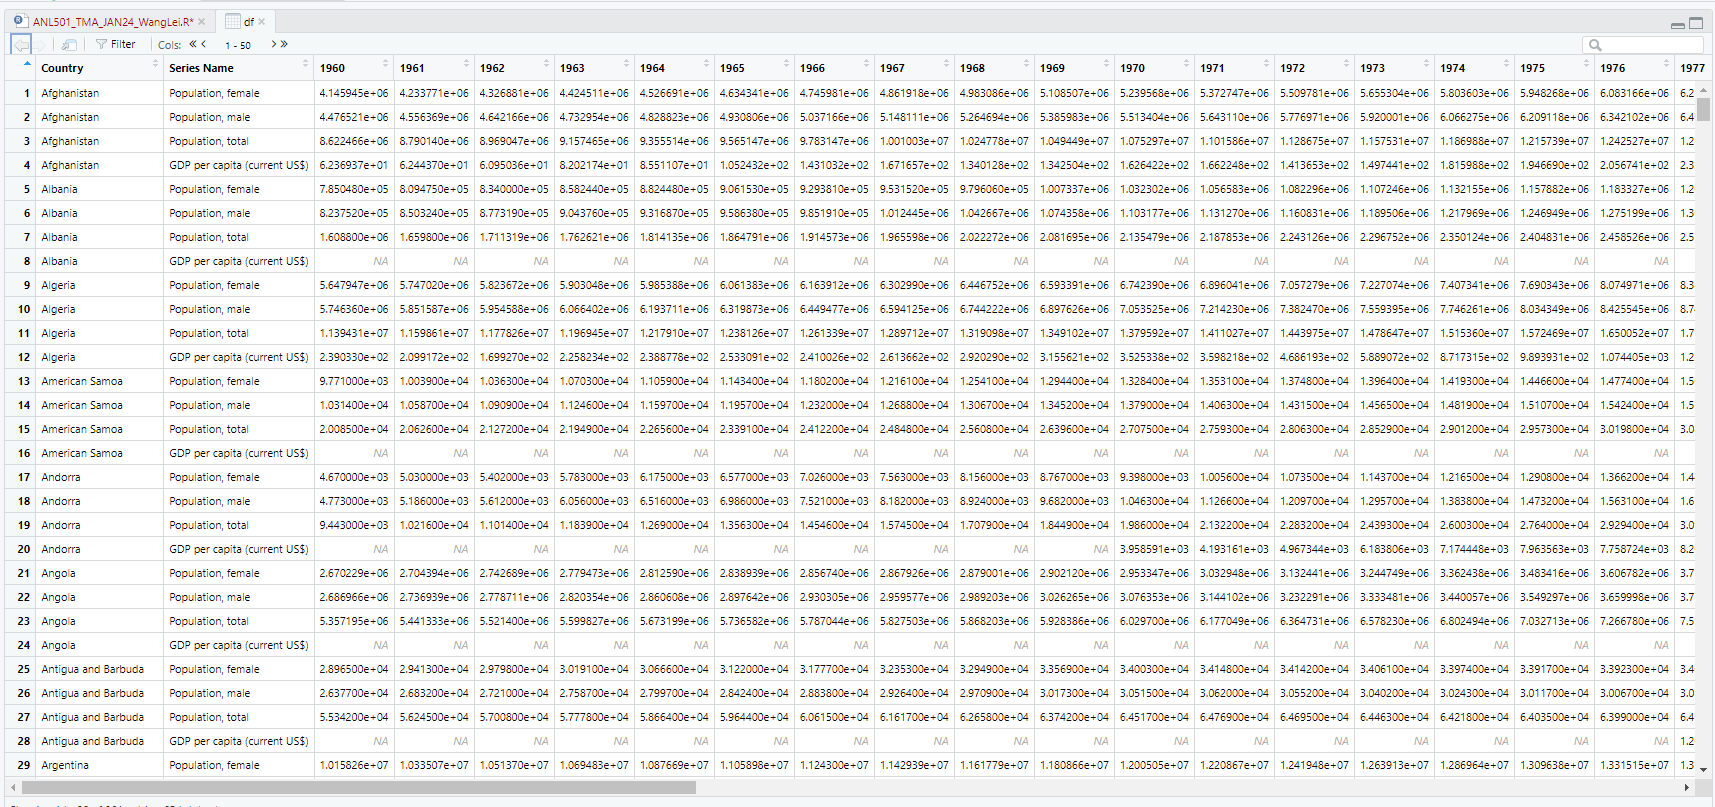 ANL501_TMA_JAN24_WangLei.R* df
Filter Cols: 1 - 50
Country Series Name 1960 1961 1962 1963 1964 1965 1966 1967 1968 1969 1970 1971 1972 1973 1974 1975 1976 1977
1 Afghanistan Population, female 4.145945e+06 4.233771e+06 4.326881e+06 4.424511e+06 4.526691e+06 4.634341e+06 4.745981e+06 4.861918e+06 4.983086e+06 5.108507e+06 5.239568e+06 5.372747e+06 5.509781e+06 5.655304e+06 5.803603e+06 5.948268e+06 6.083166e+06 6.2
2 Afghanistan Population, male 4.476521e+06 4.556369e+06 4.642166e+06 4.732954e+06 4.828823e+06 4.930806e+06 5.037166e+06 5.148111e+06 5.264694e+06 5.385983e+06 5.513404e+06 5.643110e+06 5.776971e+06 5.920001e+06 6.066275e+06 6.209118e+06 6.342102e+06 6.4
3 Afghanistan Population, total 8.622466e+06 8.790140e+06 8.969047e+06 9.157465e+06 9.355514e+06 9.565147e+06 9.783147e+06 1.001003e+07 1.024778e+07 1.049449e+07 1.075297e+07 1.101586e+07 1.128675e+07 1.157531e+07 1.186988e+07 1.215739e+07 1.242527e+07 1.2
4 Afghanistan GDP per capita (current US$) 6.236937e+01 6.244370e+01 6.095036e+01 8.202174e+01 8.551107e+01 1.052432e+02 1.431032e+02 1.671657e+02 1.340128e+02 1.342504e+02 1.626422e+02 1.662248e+02 1.413653e+02 1.497441e+02 1.815988e+02 1.946690e+02 2.056741e+02 2.3
5 Albania Population, female 7.850480e+05 8.094750e+05 8.340000e+05 8.582440e+05 8.824480e+05 9.061530e+05 9.293810e+05 9.531520e+05 9.796060e+05 1.007337e+06 1.032302e+06 1.056583e+06 1.082296e+06 1.107246e+06 1.132155e+06 1.157882e+06 1.183327e+06 1.2
6 Albania Population, male 8.237520e+05 8.503240e+05 8.773190e+05 9.043760e+05 9.316870e+05 9.586380e+05 9.851910e+05 1.012445e+06 1.042667e+06 1.074358e+06 1.103177e+06 1.131270e+06 1.160831e+06 1.189506e+06 1.217969e+06 1.246949e+06 1.275199e+06 1.3
7 Albania Population, total 1.608800e+06 1.659800e+06 1.711319e+06 1.762621e+06 1.814135e+06 1.864791e+06 1.914573e+06 1.965598e+06 2.022272e+06 2.081695e+06 2.135479e+06 2.187853e+06 2.243126e+06 2.296752e+06 2.350124e+06 2.404831e+06 2.458526e+06 2.5
8 Albania GDP per capita (current US$) NA NA NA NA NA NA NA NA NA NA NA NA NA NA NA NA NA
9 Algeria Population, female 5.647947e+06 5.747020e+06 5.823672e+06 5.903048e+06 5.985388e+06 6.061383e+06 6.163912e+06 6.302990e+06 6.446752e+06 6.593391e+06 6.742390e+06 6.896041e+06 7.057279e+06 7.227074e+06 7.407341e+06 7.690343e+06 8.074971e+06 8.3
10 Algeria Population, male 5.746360e+06 5.851587e+06 5.954588e+06 6.066402e+06 6.193711e+06 6.319873e+06 6.449477e+06 6.594125e+06 6.744222e+06 6.897626e+06 7.053525e+06 7.214230e+06 7.382470e+06 7.559395e+06 7.746261e+06 8.034349e+06 8.425545e+06 8.7
11 Algeria Population, total 1.139431e+07 1.159861e+07 1.177826e+07 1.196945e+07 1.217910e+07 1.238126e+07 1.261339e+07 1.289712e+07 1.319098e+07 1.349102e+07 1.379592e+07 1.411027e+07 1.443975e+07 1.478647e+07 1.515360e+07 1.572469e+07 1.650052e+07 1.7
12 Algeria GDP per capita (current US$) 2.390330e+02 2.099172e+02 1.699270e+02 2.258234e+02 2.388778e+02 2.533091e+02 2.410026e+02 2.613662e+02 2.920290e+02 3.155621e+02 3.525338e+02 3.598218e+02 4.686193e+02 5.889072e+02 8.717315e+02 9.893931e+02 1.074405e+03 1.2
13 American Samoa Population, female 9.771000e+03 1.003900e+04 1.036300e+04 1.070300e+04 1.105900e+04 1.143400e+04 1.180200e+04 1.216100e+04 1.254100e+04 1.294400e+04 1.328400e+04 1.353100e+04 1.374800e+04 1.396400e+04 1.419300e+04 1.446600e+04 1.477400e+04 1.5
14 American Samoa Population, male 1.031400e+04 1.058700e+04 1.090900e+04 1.124600e+04 1.159700e+04 1.195700e+04 1.232000e+04 1.268800e+04 1.306700e+04 1.345200e+04 1.379000e+04 1.406300e+04 1.431500e+04 1.456500e+04 1.481900e+04 1.510700e+04 1.542400e+04 1.5
15 American Samoa Population, total 2.008500e+04 2.062600e+04 2.127200e+04 2.194900e+04 2.265600e+04 2.339100e+04 2.412200e+04 2.484800e+04 2.560800e+04 2.639600e+04 2.707500e+04 2.759300e+04 2.806300e+04 2.852900e+04 2.901200e+04 2.957300e+04 3.019800e+04 3.0
16 American Samoa GDP per capita (current US$) NA NA NA NA NA NA NA NA NA NA NA NA NA NA NA NA NA
17 Andorra Population, female 4.670000e+03 5.030000e+03 5.402000e+03 5.783000e+03 6.175000e+03 6.577000e+03 7.026000e+03 7.563000e+03 8.156000e+03 8.767000e+03 9.398000e+03 1.005600e+04 1.073500e+04 1.143700e+04 1.216500e+04 1.290800e+04 1.366200e+04 1.4
18 Andorra Population, male 4.773000e+03 5.186000e+03 5.612000e+03 6.056000e+03 6.516000e+03 6.986000e+03 7.521000e+03 8.182000e+03 8.924000e+03 9.682000e+03 1.046300e+04 1.126600e+04 1.209700e+04 1.295700e+04 1.383800e+04 1.473200e+04 1.563100e+04 1.6
19 Andorra Population, total 9.443000e+03 1.021600e+04 1.101400e+04 1.183900e+04 1.269000e+04 1.356300e+04 1.454600e+04 1.574500e+04 1.707900e+04 1.844900e+04 1.986000e+04 2.132200e+04 2.283200e+04 2.439300e+04 2.600300e+04 2.764000e+04 2.929400e+04 3.0
20 Andorra GDP per capita (current US$) NA NA NA NA NA NA NA NA NA NA 3.958591e+03 4.193161e+03 4.967344e+03 6.183806e+03 7.174448e+03 7.963563e+03 7.758724e+03 8.2
21 Angola Population, female 2.670229e+06 2.704394e+06 2.742689e+06 2.779473e+06 2.812590e+06 2.838939e+06 2.856740e+06 2.867926e+06 2.879001e+06 2.902120e+06 2.953347e+06 3.032948e+06 3.132441e+06 3.244749e+06 3.362438e+06 3.483416e+06 3.606782e+06 3.7
22 Angola Population, male 2.686966e+06 2.736939e+06 2.778711e+06 2.820354e+06 2.860608e+06 2.897642e+06 2.930305e+06 2.959577e+06 2.989203e+06 3.026265e+06 3.076353e+06 3.144102e+06 3.232291e+06 3.333481e+06 3.440057e+06 3.549297e+06 3.659998e+06 3.7
23 Angola Population, total 5.357195e+06 5.441333e+06 5.521400e+06 5.599827e+06 5.673199e+06 5.736582e+06 5.787044e+06 5.827503e+06 5.868203e+06 5.928386e+06 6.029700e+06 6.177049e+06 6.364731e+06 6.578230e+06 6.802494e+06 7.032713e+06 7.266780e+06 7.5
24 Angola GDP per capita (current US$) NA NA NA NA NA NA NA NA NA NA NA NA NA NA NA NA NA
25 Antigua and Barbuda Population, female 2.896500e+04 2.941300e+04 2.979800e+04 3.019100e+04 3.066600e+04 3.122000e+04 3.177700e+04 3.235300e+04 3.294900e+04 3.356900e+04 3.400300e+04 3.414800e+04 3.414200e+04 3.406100e+04 3.397400e+04 3.391700e+04 3.392300e+04 3.4
26 Antigua and Barbuda Population, male 2.637700e+04 2.683200e+04 2.721000e+04 2.758700e+04 2.799700e+04 2.842400e+04 2.883800e+04 2.926400e+04 2.970900e+04 3.017300e+04 3.051500e+04 3.062000e+04 3.055200e+04 3.040200e+04 3.024300e+04 3.011700e+04 3.006700e+04 3.0
27 Antigua and Barbuda Population, total 5.534200e+04 5.624500e+04 5.700800e+04 5.777800e+04 5.866400e+04 5.964400e+04 6.061500e+04 6.161700e+04 6.265800e+04 6.374200e+04 6.451700e+04 6.476900e+04 6.469500e+04 6.446300e+04 6.421800e+04 6.403500e+04 6.399000e+04 6.4
28 Antigua and Barbuda GDP per capita (current US$) NA NA NA NA NA NA NA NA NA NA NA NA NA NA NA NA NA 1.2
29 Argentina Population, female 1.015826e+07 1.033507e+07 1.051370e+07 1.069483e+07 1.087669e+07 1.105898e+07 1.124300e+07 1.142939e+07 1.161779e+07 1.180866e+07 1.200505e+07 1.220867e+07 1.241948e+07 1.263913e+07 1.286964e+07 1.309638e+07 1.331515e+07 1.3